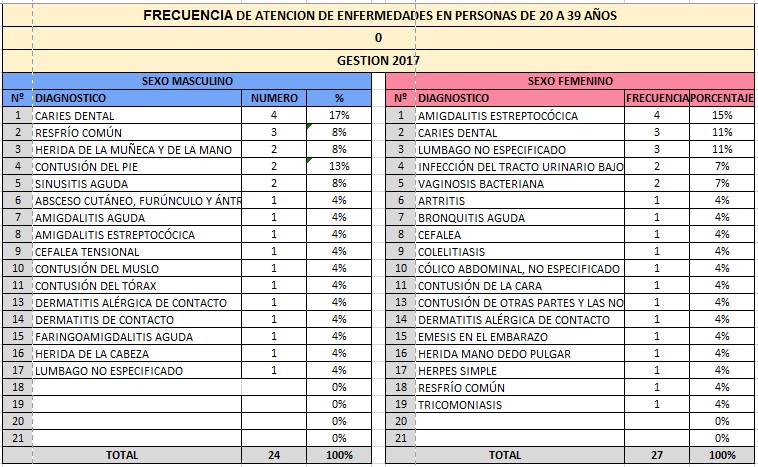 FRECUENCIA DE ATENCION DE ENFERMEDADES EN PERSONAS DE 20 A 39 AÑOS
0
GESTION 2017
SEXO MASCULINO SEXO FEMENINO
Nº DIAGNOSTICO NUMERO % Nº DIAGNOSTICO FRECUENCIA PORCENTAJE
1 CARIES DENTAL 4 17% 1 AMIGDALITIS ESTREPTOCÓCICA 4 15%
2 RESFRÍO COMÚN 3 8% 2 CARIES DENTAL 3 11%
3 HERIDA DE LA MUÑECA Y DE LA MANO 2 8% 3 LUMBAGO NO ESPECIFICADO 3 11%
4 CONTUSIÓN DEL PIE 2 13% 4 INFECCIÓN DEL TRACTO URINARIO BAJO 2 7%
5 SINUSITIS AGUDA 2 8% 5 VAGINOSIS BACTERIANA 2 7%
6 ABSCESO CUTÁNEO, FURÚNCULO Y ÁNTR 1 4% 6 ARTRITIS 1 4%
7 AMIGDALITIS AGUDA 1 4% 7 BRONQUITIS AGUDA 1 4%
8 AMIGDALITIS ESTREPTOCÓCICA 1 4% 8 CEFALEA 1 4%
9 CEFALEA TENSIONAL 1 4% 9 COLELITIASIS 1 4%
10 CONTUSIÓN DEL MUSLO 1 4% 10 CÓLICO ABDOMINAL, NO ESPECIFICADO 1 4%
11 CONTUSIÓN DEL TÓRAX 1 4% 11 CONTUSIÓN DE LA CARA 1 4%
13 DERMATITIS ALÉRGICA DE CONTACTO 1 4% 13 CONTUSIÓN DE OTRAS PARTES Y LAS NO 1 4%
14 DERMATITIS DE CONTACTO 1 4% 14 DERMATITIS ALÉRGICA DE CONTACTO 1 4%
15 FARINGOAMIGDALITIS AGUDA 1 4% 15 EMESIS EN EL EMBARAZO 1 4%
16 HERIDA DE LA CABEZA 1 4% 16 HERIDA MANO DEDO PULGAR 1 4%
17 LUMBAGO NO ESPECIFICADO 1 4% 17 HERPES SIMPLE 1 4%
18 0% 18 RESFRÍO COMÚN 1 4%
19 0% 19 TRICOMONIASIS 1 4%
20 0% 20 0%
21 0% 21 0%
TOTAL 24 100% TOTAL 27 100%